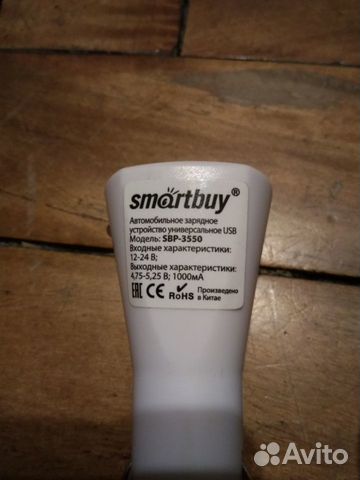 smartbuy®
Автомобильное зарядное
устройство универсальное USB
Модель: SBP-3550
Входные характеристики:
12-24 В;
Выходные характеристики:
4,75-5,25 В; 1000мА
EAC CE RoHS Произведено
в Китае
Avito